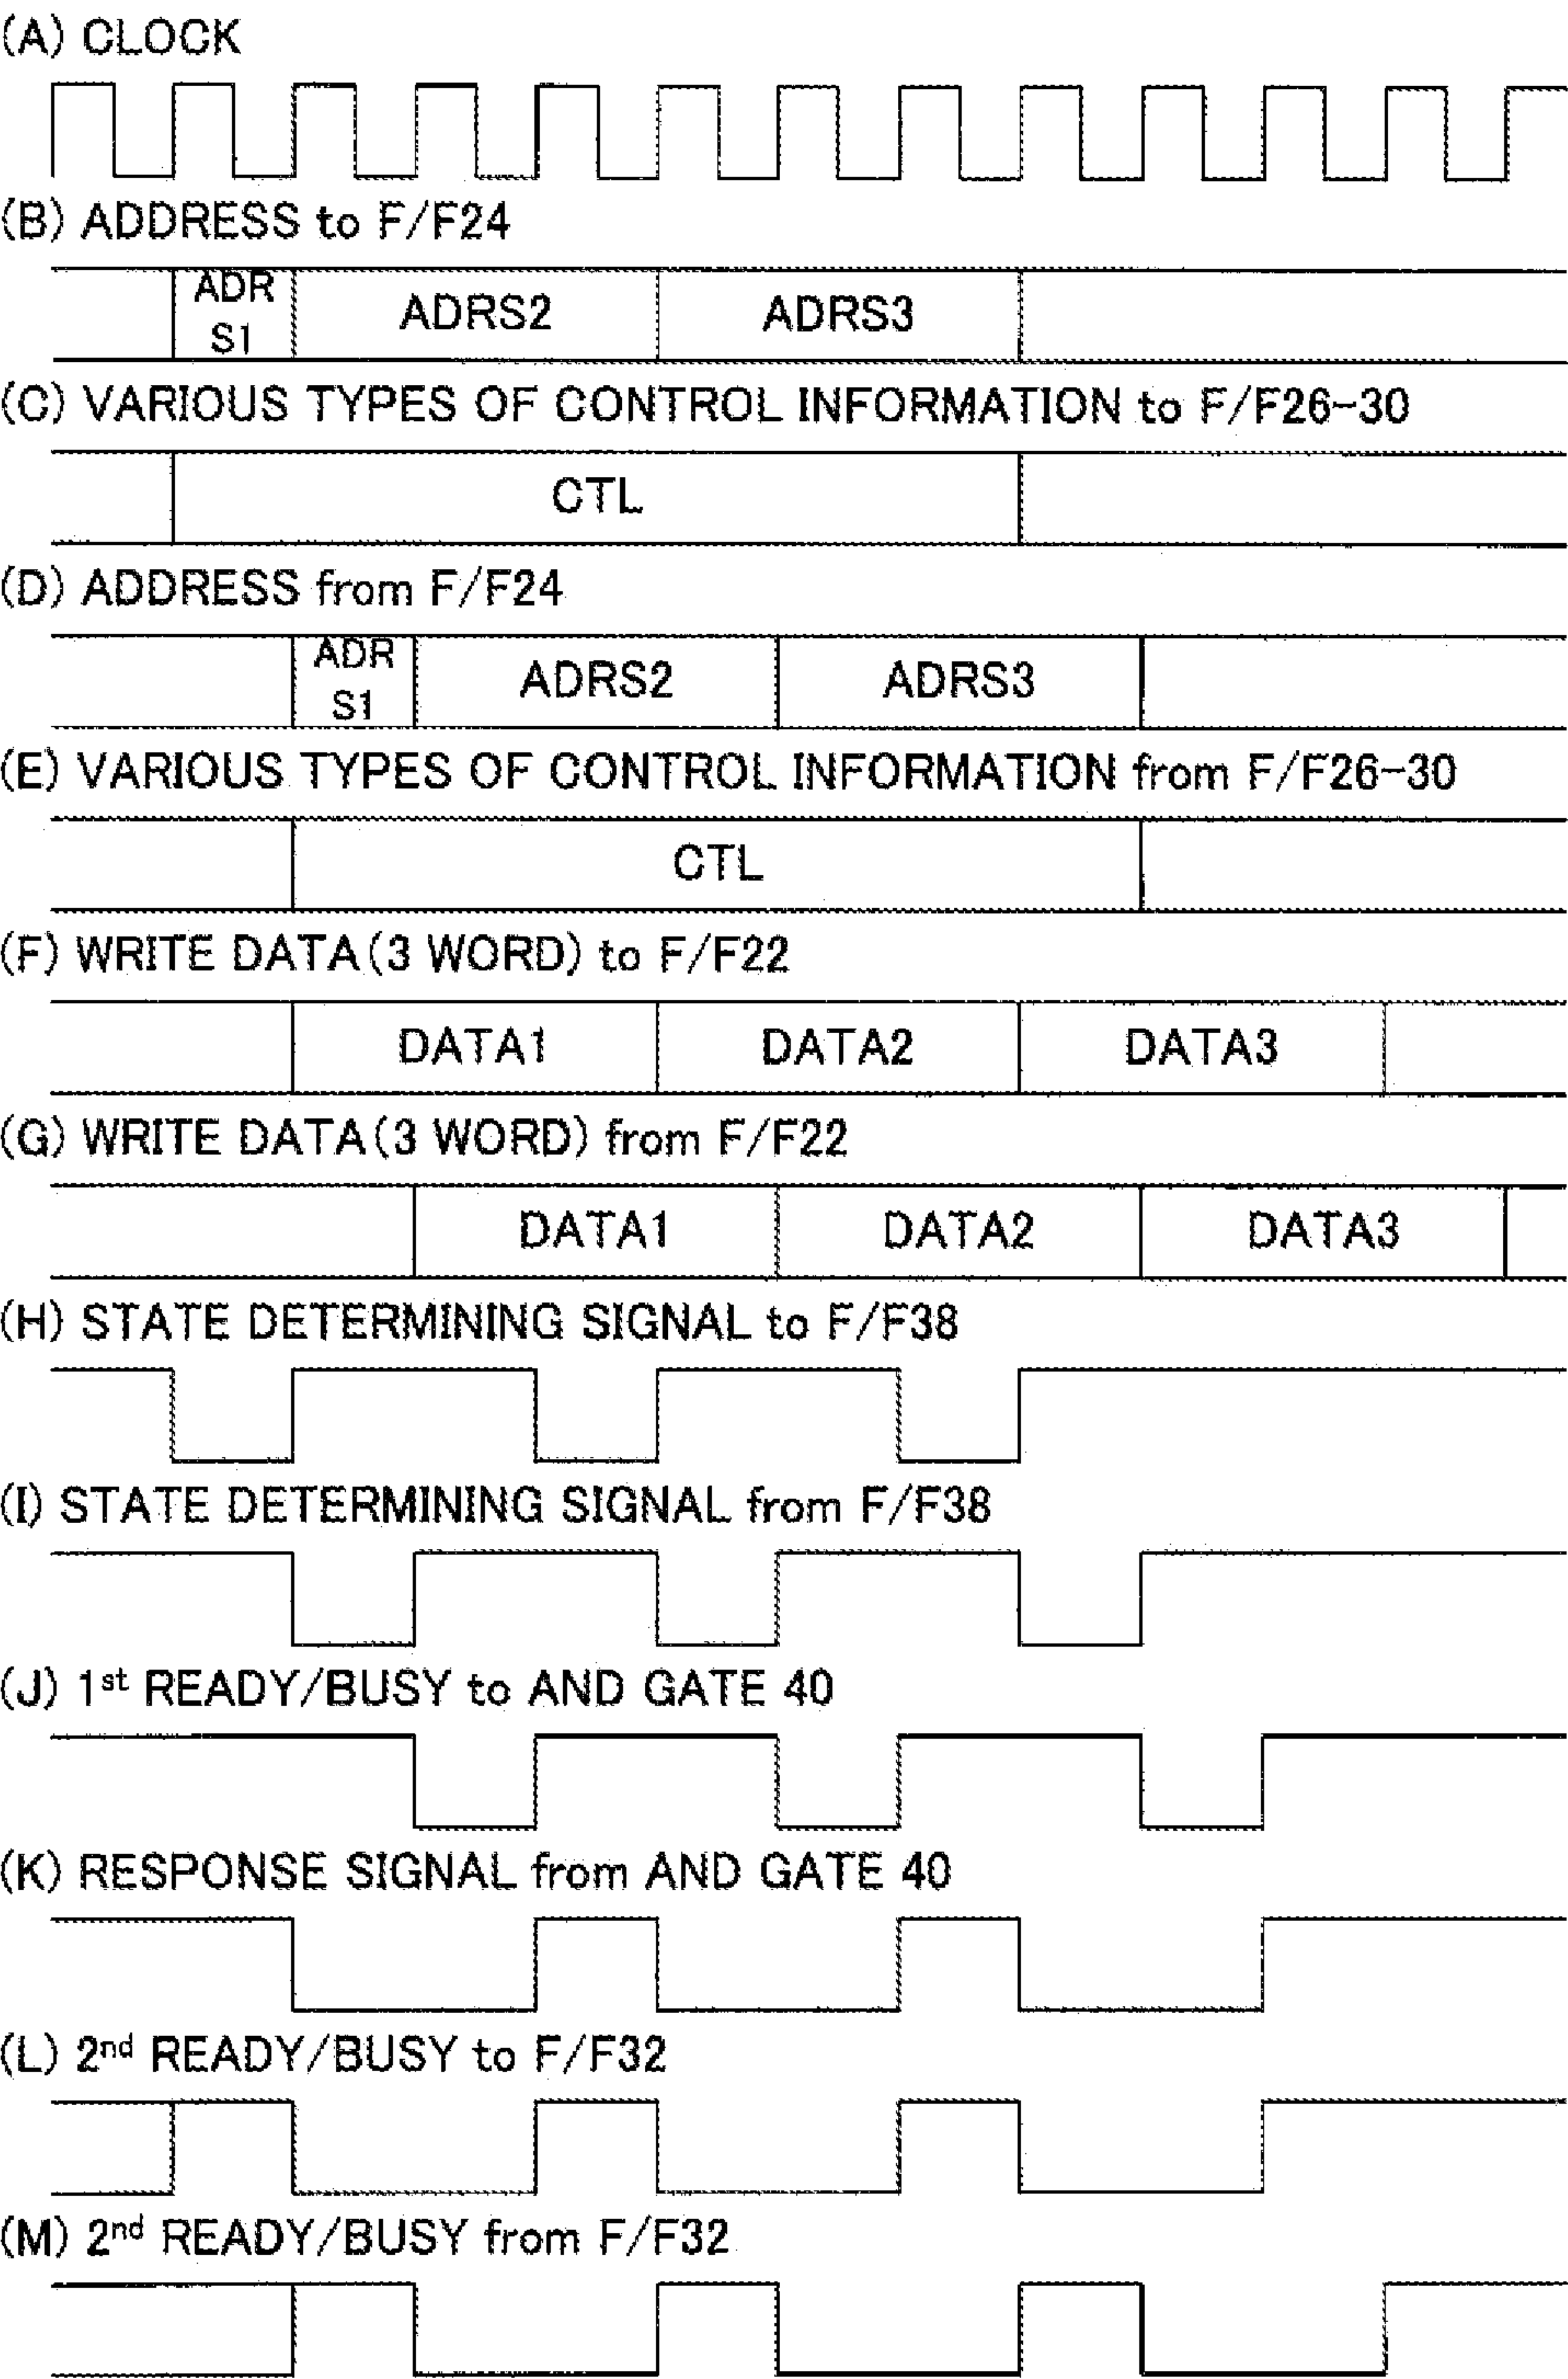 (A) CLOCK
(B) ADDRESS to F/F24
ADR
S1
ADRS2
ADRS3
(C) VARIOUS TYPES OF CONTROL INFORMATION to F/F26-30
CTL
(D) ADDRESS from F/F24
ADR
S1
ADRS2
ADRS3
(E) VARIOUS TYPES OF CONTROL INFORMATION from F/F26-30
CTL
(F) WRITE DATA(3 WORD) to F/F22
DATA1
DATA2
DATA3
(G) WRITE DATA(3 WORD) from F/F22
DATA1
DATA2
DATA3
(H) STATE DETERMINING SIGNAL to F/F38
(I) STATE DETERMINING SIGNAL from F/F38
(J) 1st READY/BUSY to AND GATE 40
(K) RESPONSE SIGNAL from AND GATE 40
(L) 2nd READY/BUSY to F/F32
(M) 2nd READY/BUSY from F/F32